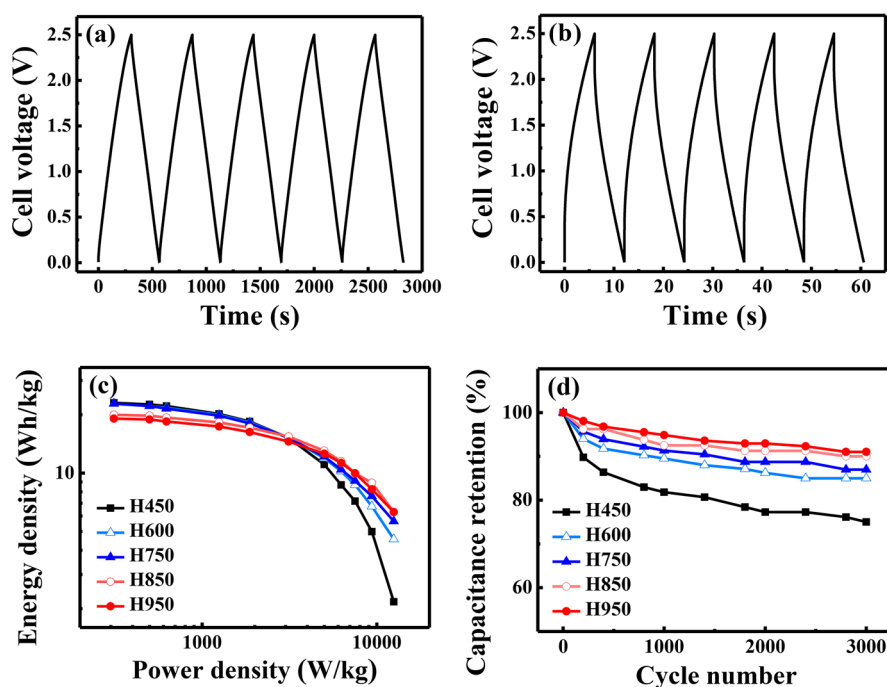 (a)
Cell voltage (V)
2.5
2.0
1.5
1.0
0.5
0.0
0 500 1000 1500 2000 2500 3000
Time (s)
(b)
Cell voltage (V)
2.5
2.0
1.5
1.0
0.5
0.0
0 10 20 30 40 50 60
Time (s)
(c)
Energy density (Wh/kg)
10
H450
H600
H750
H850
H950
1000 10000
Power density (W/kg)
(d)
Capacitance retention (%)
100
80
60
H450
H600
H750
H850
H950
0 1000 2000 3000
Cycle number